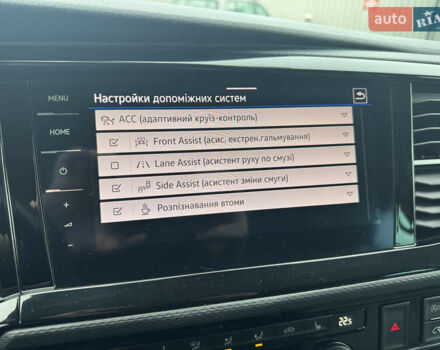 auto RIA
MENU
Настройки допоміжних систем
ACC (адаптивний круїз-контроль)
HOME
Front Assist (асис. екстрен.гальмування)
Lane Assist (асистент руху по смузі)
Side Assist (асистент зміни смуги)
Розпізнавання втоми
22.5